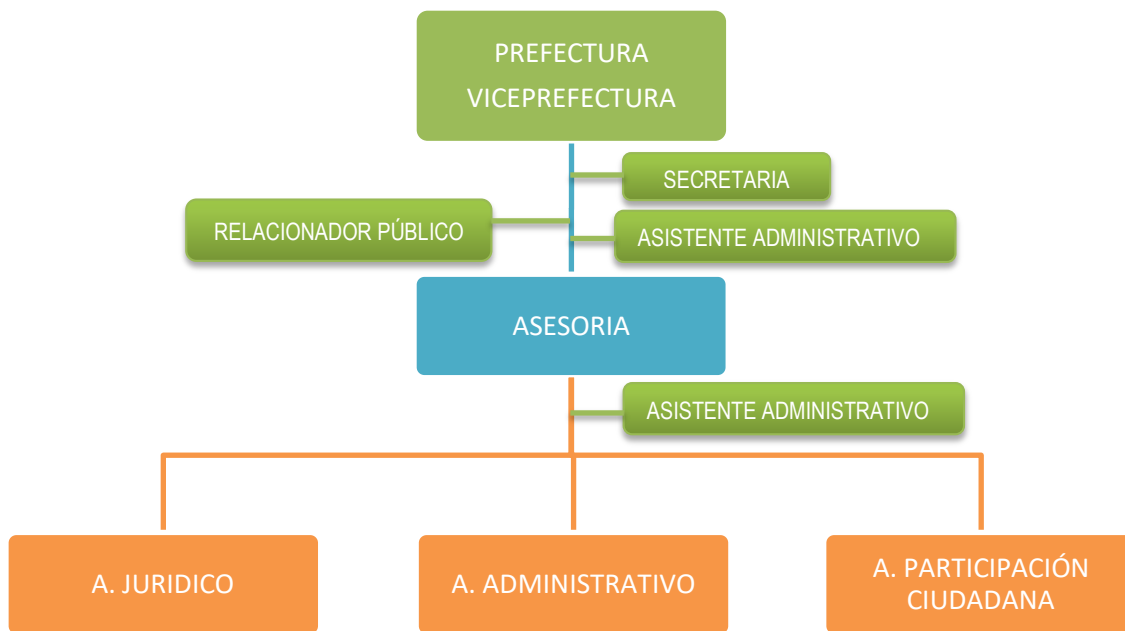 PREFECTURA
VICEPREFECTURA
SECRETARIA
RELACIONADOR PÚBLICO
ASISTENTE ADMINISTRATIVO
ASESORIA
ASISTENTE ADMINISTRATIVO
A. JURIDICO
A. ADMINISTRATIVO
A. PARTICIPACIÓN
CIUDADANA